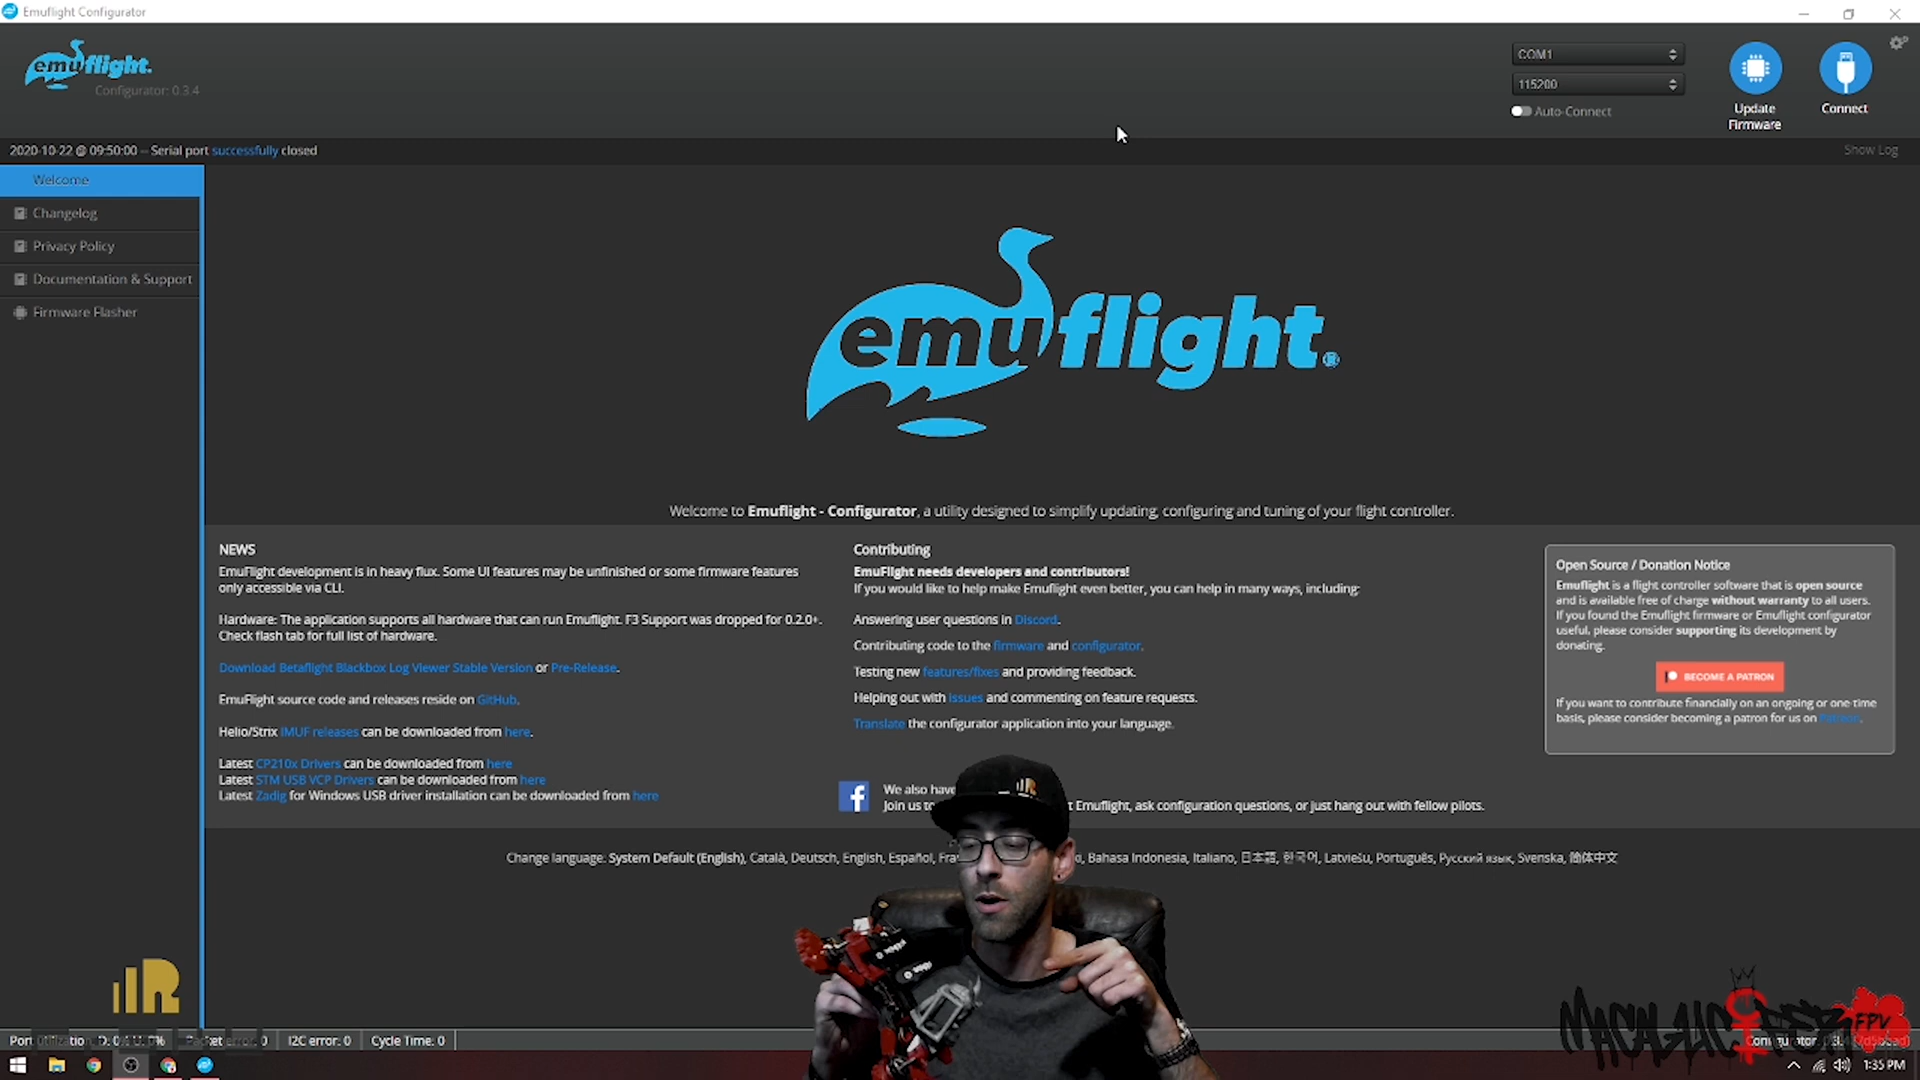 Emuflight Configurator
emuflight.
Configurator: 0.3.4
COM1
115200
Auto-Connect
Update
Firmware
Connect
2020-10-22 @ 09:50:00 -- Serial port successfully closed
Show Log
Welcome
Changelog
Privacy Policy
Documentation & Support
Firmware Flasher
emuflight.
Welcome to Emuflight - Configurator, a utility designed to simplify updating, configuring and tuning of your flight controller.
NEWS
EmuFlight development is in heavy flux. Some UI features may be unfinished or some firmware features
only accessible via CLI.
Hardware: The application supports all hardware that can run Emuflight. F3 Support was dropped for 0.2.0+.
Check flash tab for full list of hardware.
Download Betaflight Blackbox Log Viewer Stable Version or Pre-Release.
EmuFlight source code and releases reside on GitHub.
Helio/Strix IMUF releases can be downloaded from here.
Latest CP210x Drivers can be downloaded from here
Latest STM USB VCP Drivers can be downloaded from here
Latest Zadig for Windows USB driver installation can be downloaded from here
Contributing
EmuFlight needs developers and contributors!
If you would like to help make Emuflight even better, you can help in many ways, including:
Answering user questions in Discord.
Contributing code to the firmware and configurator.
Testing new features/fixes and providing feedback.
Helping out with issues and commenting on feature requests.
Translate the configurator application into your language.
We also have
Join us to Emuflight, ask configuration questions, or just hang out with fellow pilots.
Open Source / Donation Notice
Emuflight is a flight controller software that is open source
and is available free of charge without warranty to all users.
If you found the Emuflight firmware or Emuflight configurator
useful, please consider supporting its development by
donating.
BECOME A PATRON
If you want to contribute financially on an ongoing or one-time
basis, please consider becoming a patron for us on Patreon.
Change language: System Default (English), Català, Deutsch, English, Español, Bahasa Indonesia, Italiano, 日本語, 한국어, Latviešu, Português, Русский язык, Svenska, 简体中文
I2C error: 0
Cycle Time: 0
FPV
1:35 PM